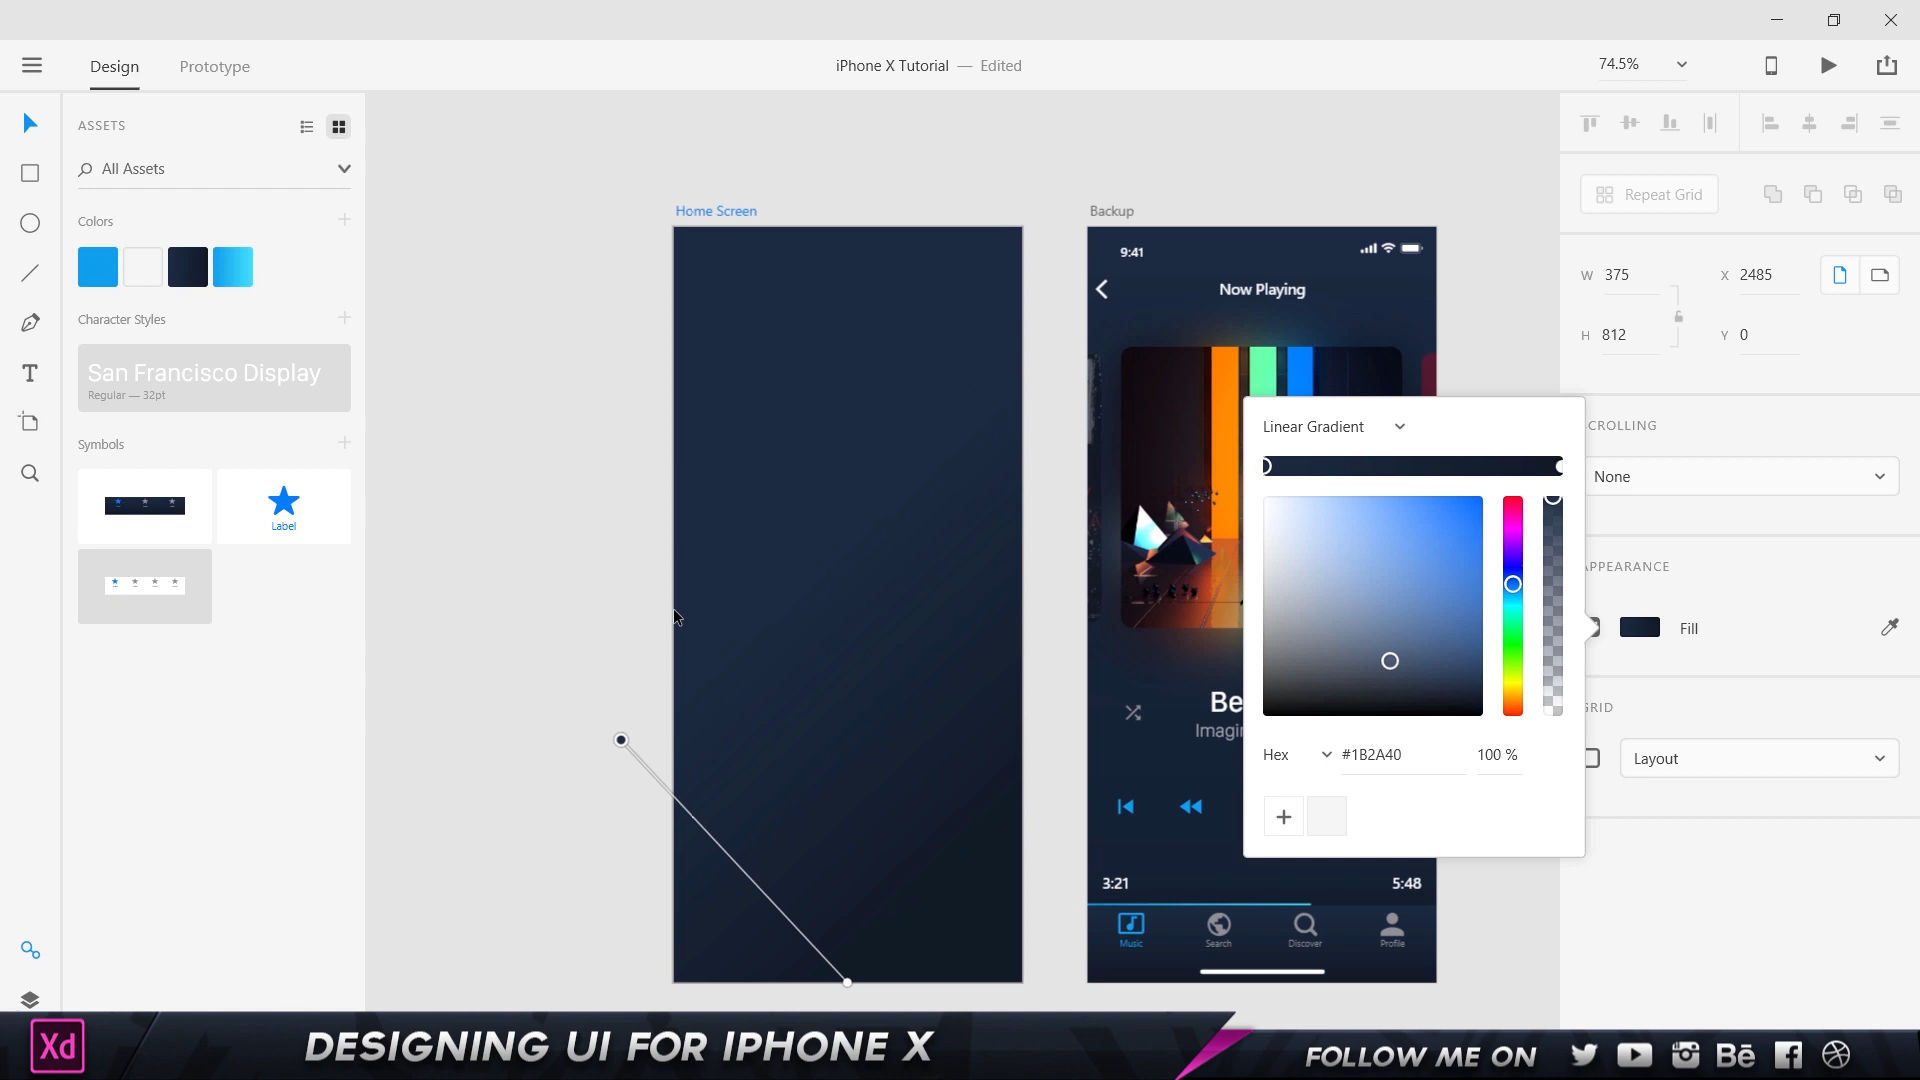 Design
Prototype
iPhone X Tutorial — Edited
74.5%
ASSETS
All Assets
Colors
Character Styles
San Francisco Display
Regular — 32pt
Symbols
Label
Home Screen
Backup
9:41
Now Playing
Be
Imagin
3:21
5:48
Music
Search
Discover
Profile
Linear Gradient
Hex
#1B2A40
100 %
Repeat Grid
W 375
X 2485
H 812
Y 0
CROLLING
None
APPEARANCE
Fill
GRID
Layout
Xd
DESIGNING UI FOR IPHONE X
FOLLOW ME ON
Bē